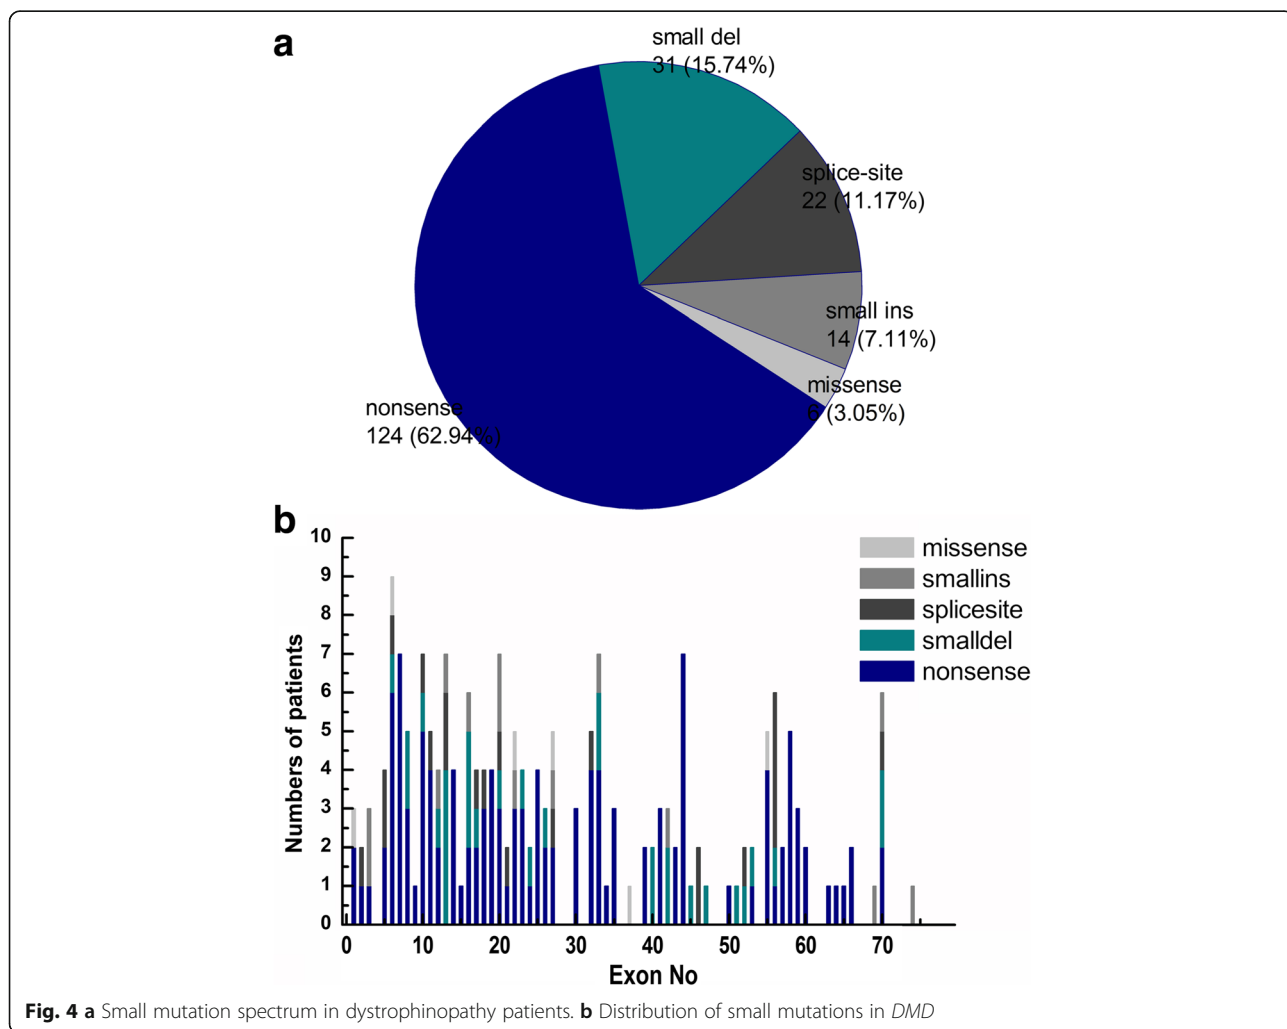 a
small del
31 (15.74%)
splice-site
22 (11.17%)
small ins
14 (7.11%)
missense
6 (3.05%)
nonsense
124 (62.94%)
b
10
9
8
7
6
5
4
3
2
1
0
Numbers of patients
missense
smallins
splicesite
smalldel
nonsense
0 10 20 30 40 50 60 70
Exon No
Fig. 4 a Small mutation spectrum in dystrophinopathy patients. b Distribution of small mutations in DMD